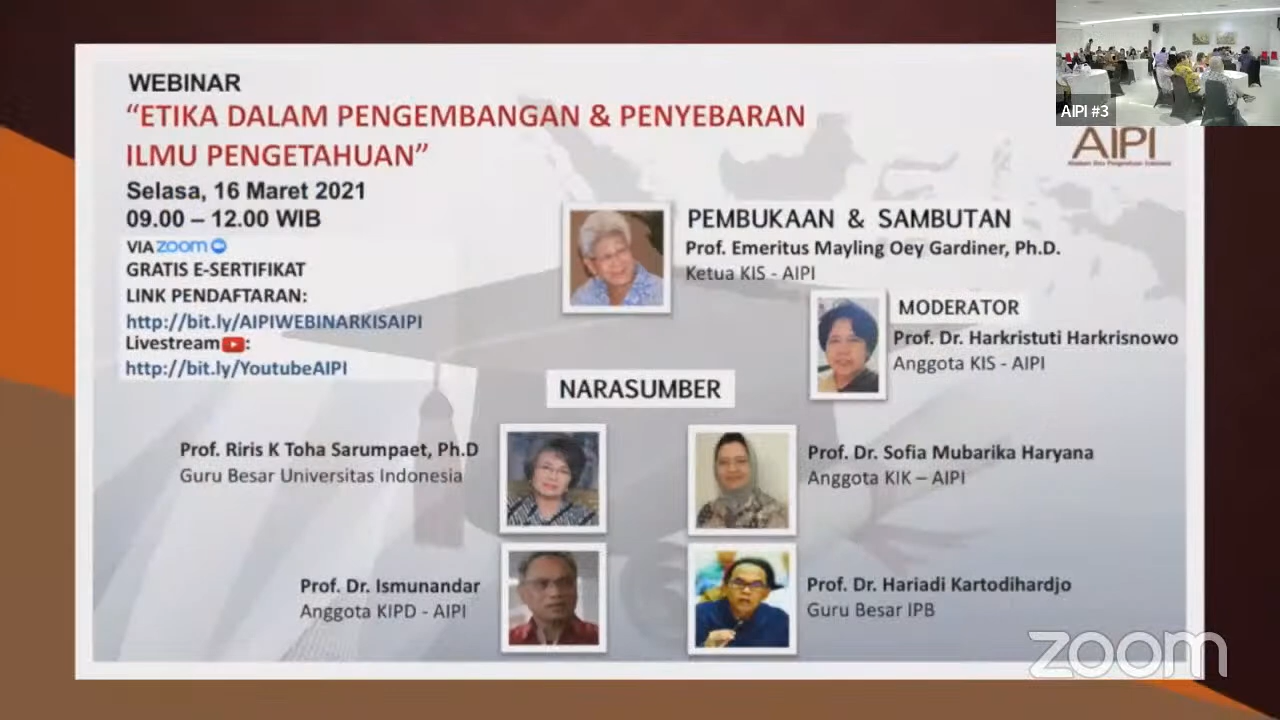 WEBINAR
“ETIKA DALAM PENGEMBANGAN & PENYEBARAN
ILMU PENGETAHUAN”
Selasa, 16 Maret 2021
09.00 – 12.00 WIB
VIA zoom
GRATIS E-SERTIFIKAT
LINK PENDAFTARAN:
http://bit.ly/AIPIWEBINARKISAIPI
Livestream :
http://bit.ly/YoutubeAIPI
AIPI #3
AIPI
Akademi Ilmu Pengetahuan Indonesia
PEMBUKAAN & SAMBUTAN
Prof. Emeritus Mayling Oey Gardiner, Ph.D.
Ketua KIS - AIPI
MODERATOR
Prof. Dr. Harkristuti Harkrisnowo
Anggota KIS - AIPI
NARASUMBER
Prof. Riris K Toha Sarumpaet, Ph.D
Guru Besar Universitas Indonesia
Prof. Dr. Sofia Mubarika Haryana
Anggota KIK – AIPI
Prof. Dr. Ismunandar
Anggota KIPD - AIPI
Prof. Dr. Hariadi Kartodihardjo
Guru Besar IPB
zoom